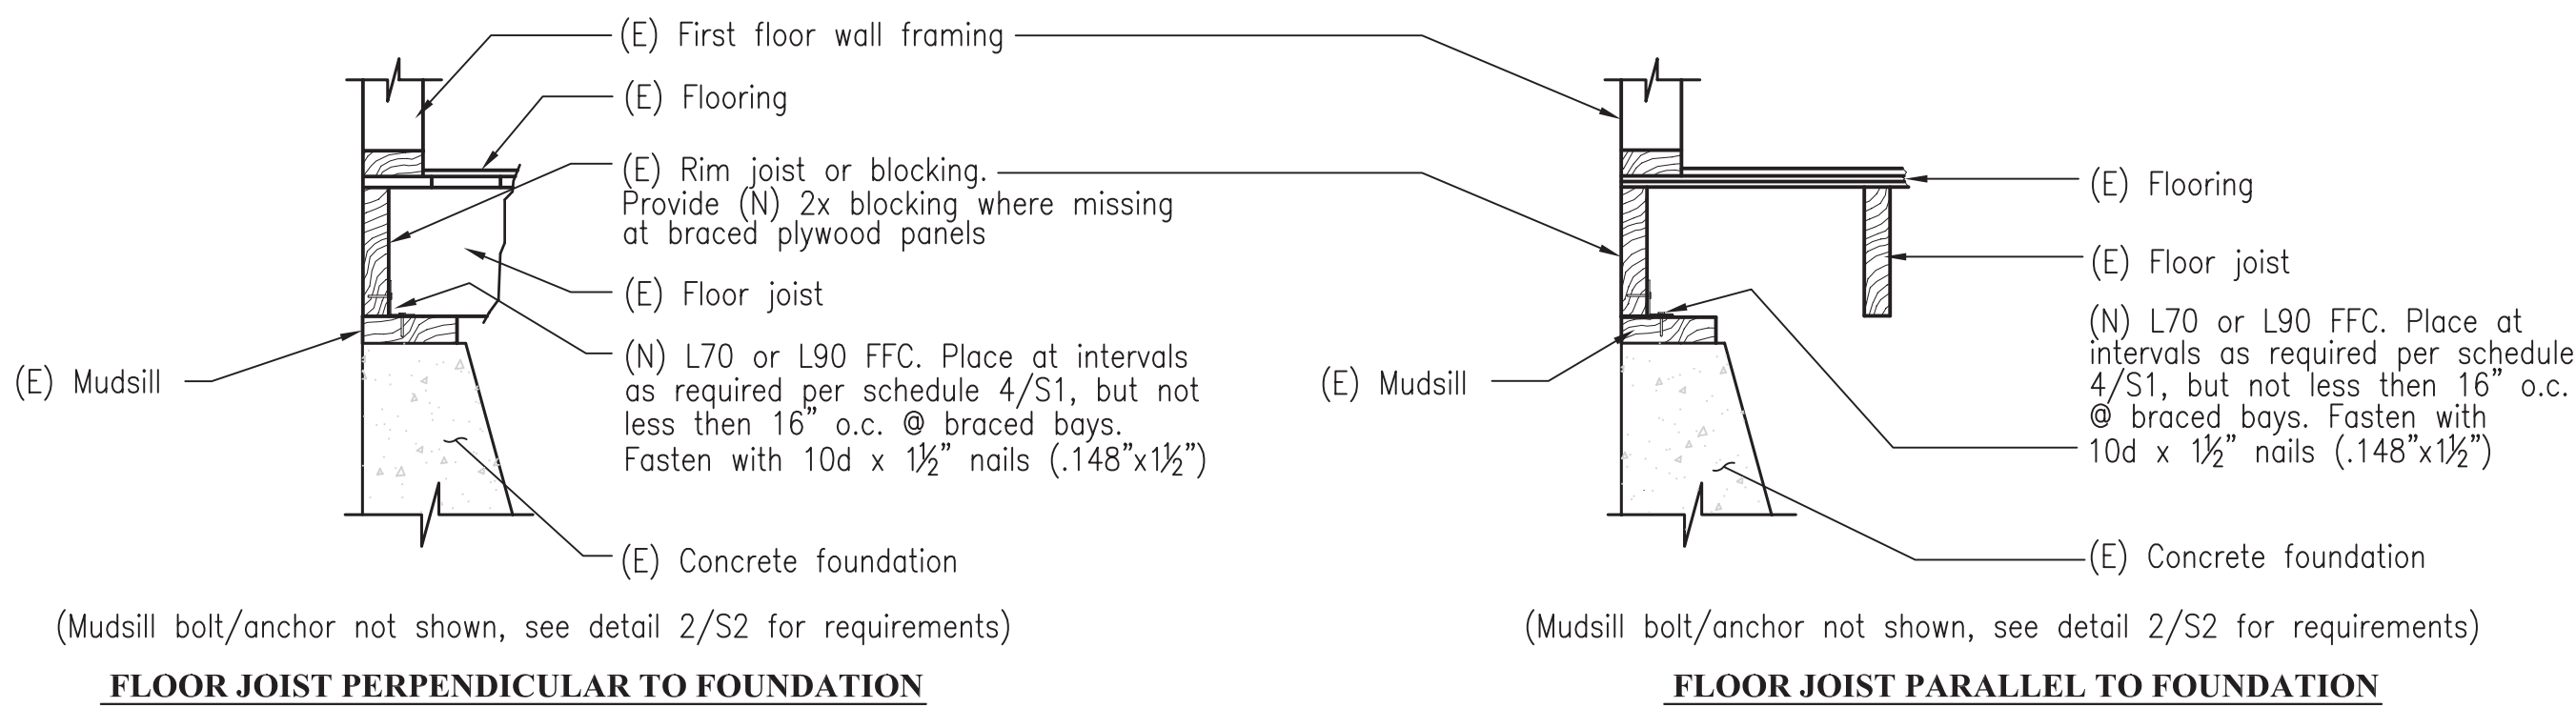 (E) First floor wall framing
(E) Flooring
(E) Rim joist or blocking.
Provide (N) 2x blocking where missing
at braced plywood panels
(E) Floor joist
(N) L70 or L90 FFC. Place at intervals
as required per schedule 4/S1, but not
less then 16” o.c. @ braced bays.
Fasten with 10d x 1½” nails (.148”x1½”)
(E) Mudsill
(E) Concrete foundation
(Mudsill bolt/anchor not shown, see detail 2/S2 for requirements)
FLOOR JOIST PERPENDICULAR TO FOUNDATION
(E) Flooring
(E) Floor joist
(N) L70 or L90 FFC. Place at
intervals as required per schedule
4/S1, but not less then 16” o.c.
@ braced bays. Fasten with
10d x 1½” nails (.148”x1½”)
(E) Mudsill
(E) Concrete foundation
(Mudsill bolt/anchor not shown, see detail 2/S2 for requirements)
FLOOR JOIST PARALLEL TO FOUNDATION